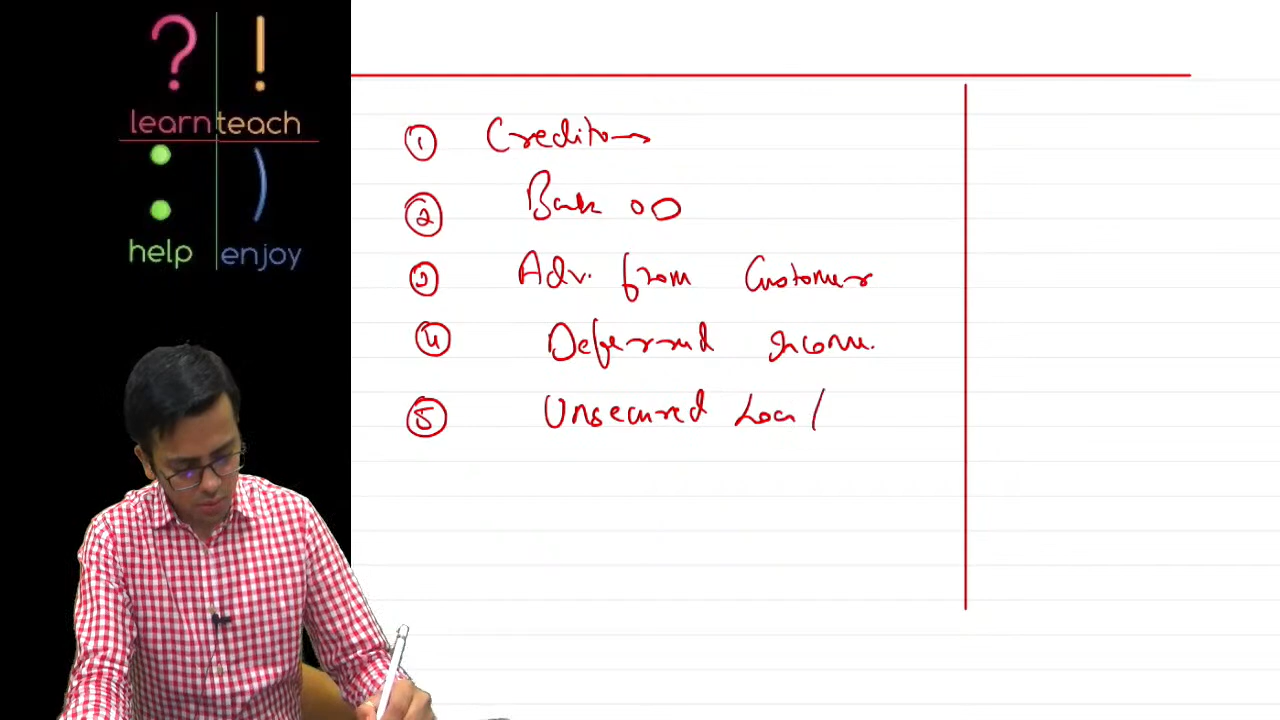 ? !
learn teach
: )
help enjoy
① Creditors
② Bank OD
③ Adv. from Customers
④ Deferred Income.
⑤ Unsecured Loan /